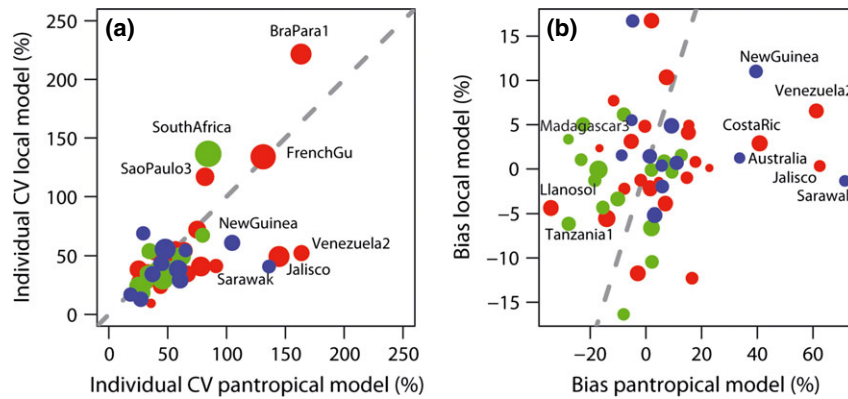 (a)
Individual CV local model (%)
250
200
150
100
50
0
BraPara1
SouthAfrica
FrenchGu
SaoPaulo3
NewGuinea
Venezuela2
Jalisco
Sarawak
0 50 100 150 200 250
Individual CV pantropical model (%)
(b)
Bias local model (%)
15
10
5
0
−5
−10
−15
NewGuinea
Venezuela2
CostaRic
Madagascar3
Australia
Jalisco
Llanosol
Sarawak
Tanzania1
−20 0 20 40 60
Bias pantropical model (%)